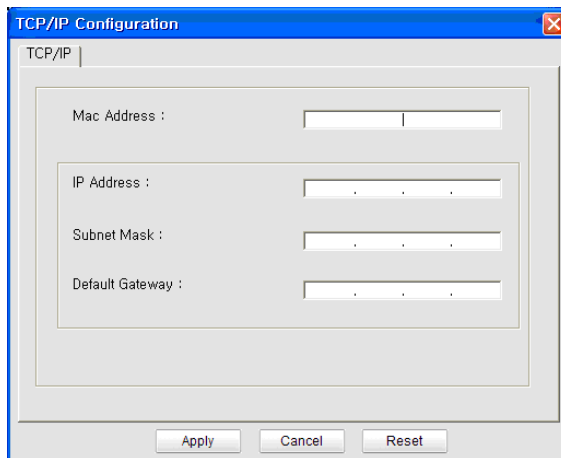 TCP/IP Configuration
TCP/IP
Mac Address :
IP Address :
. . .
Subnet Mask :
. . .
Default Gateway :
. . .
Apply Cancel Reset